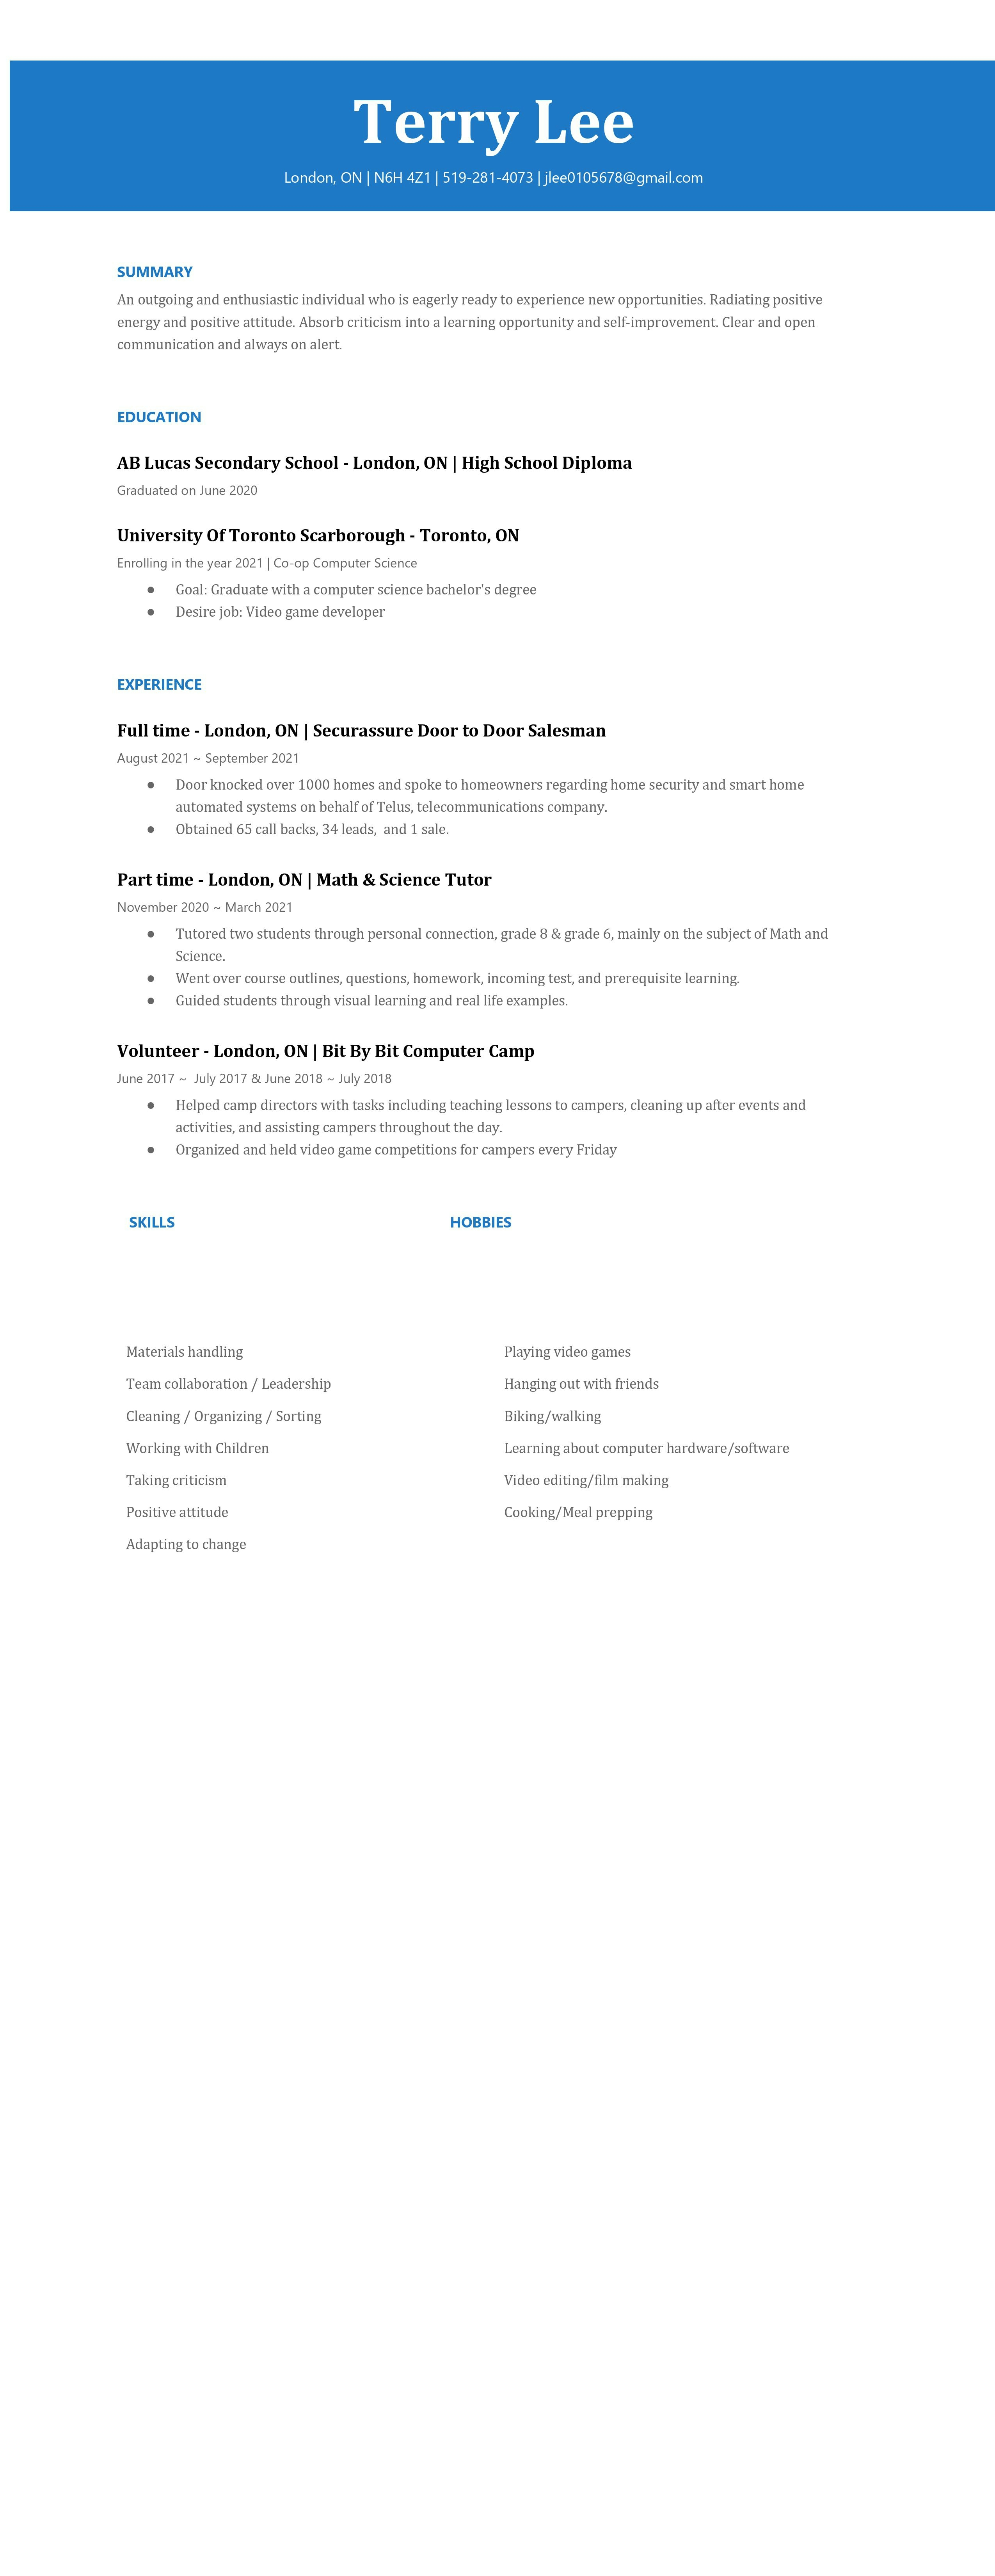 Terry Lee
London, ON | N6H 4Z1 | 519-281-4073 | jlee0105678@gmail.com
SUMMARY
An outgoing and enthusiastic individual who is eagerly ready to experience new opportunities. Radiating positive
energy and positive attitude. Absorb criticism into a learning opportunity and self-improvement. Clear and open
communication and always on alert.
EDUCATION
AB Lucas Secondary School - London, ON | High School Diploma
Graduated on June 2020
University Of Toronto Scarborough - Toronto, ON
Enrolling in the year 2021 | Co-op Computer Science
● Goal: Graduate with a computer science bachelor's degree
● Desire job: Video game developer
EXPERIENCE
Full time - London, ON | Securassure Door to Door Salesman
August 2021 ~ September 2021
● Door knocked over 1000 homes and spoke to homeowners regarding home security and smart home
automated systems on behalf of Telus, telecommunications company.
● Obtained 65 call backs, 34 leads,  and 1 sale.
Part time - London, ON | Math & Science Tutor
November 2020 ~ March 2021
● Tutored two students through personal connection, grade 8 & grade 6, mainly on the subject of Math and
Science.
● Went over course outlines, questions, homework, incoming test, and prerequisite learning.
● Guided students through visual learning and real life examples.
Volunteer - London, ON | Bit By Bit Computer Camp
June 2017 ~  July 2017 & June 2018 ~ July 2018
● Helped camp directors with tasks including teaching lessons to campers, cleaning up after events and
activities, and assisting campers throughout the day.
● Organized and held video game competitions for campers every Friday
SKILLS
Materials handling
Team collaboration / Leadership
Cleaning / Organizing / Sorting
Working with Children
Taking criticism
Positive attitude
Adapting to change
HOBBIES
Playing video games
Hanging out with friends
Biking/walking
Learning about computer hardware/software
Video editing/film making
Cooking/Meal prepping